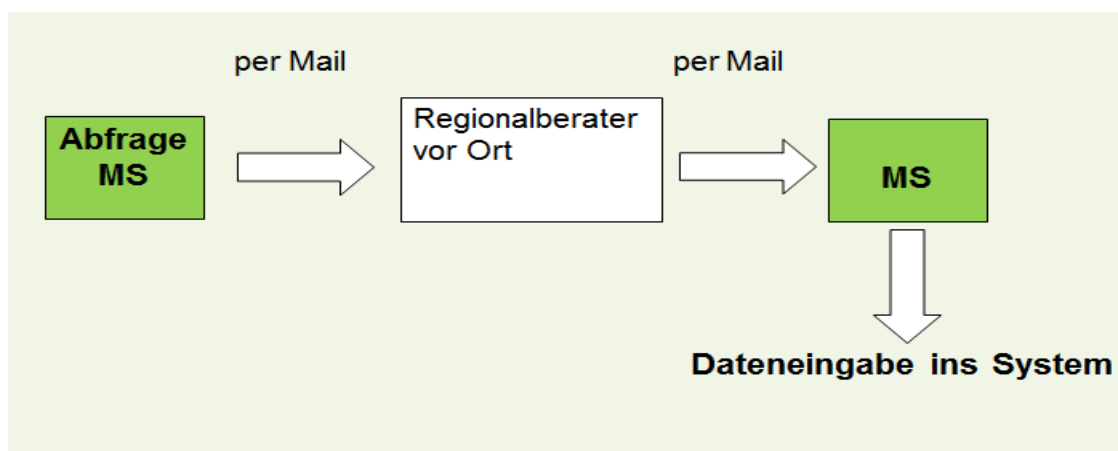 per Mail
per Mail
Abfrage
MS
Regionalberater
vor Ort
MS
Dateneingabe ins System